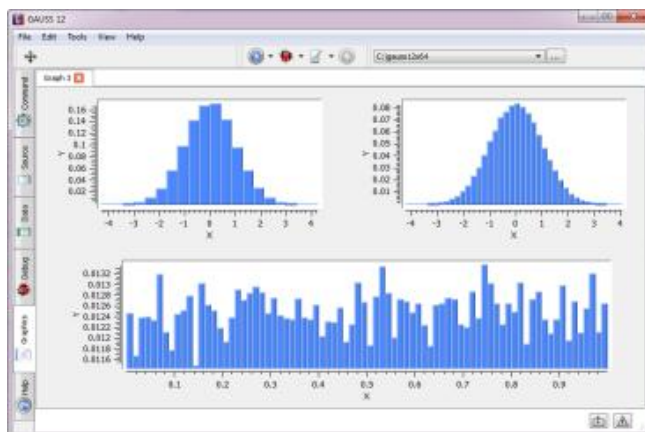 GAUSS 12
File Edit Tools View Help
C:\gauss12x64
Graph 1
Command
Source
Data
Debug
Graphics
Help
0.16
0.14
0.12
0.1
0.08
0.06
0.04
0.02
Y
-4 -3 -2 -1 0 1 2 3 4
X
0.08
0.07
0.06
0.05
0.04
0.03
0.02
0.01
Y
-4 -3 -2 -1 0 1 2 3 4
X
0.0132
0.013
0.0128
0.0126
0.0124
0.0122
0.012
0.0118
0.0116
Y
0.1 0.2 0.3 0.4 0.5 0.6 0.7 0.8 0.9
X